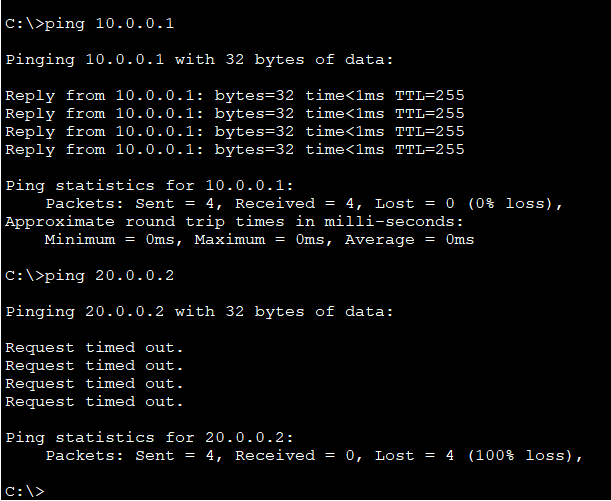 C:\>ping 10.0.0.1
Pinging 10.0.0.1 with 32 bytes of data:
Reply from 10.0.0.1: bytes=32 time<1ms TTL=255
Reply from 10.0.0.1: bytes=32 time<1ms TTL=255
Reply from 10.0.0.1: bytes=32 time<1ms TTL=255
Reply from 10.0.0.1: bytes=32 time<1ms TTL=255
Ping statistics for 10.0.0.1:
    Packets: Sent = 4, Received = 4, Lost = 0 (0% loss),
Approximate round trip times in milli-seconds:
    Minimum = 0ms, Maximum = 0ms, Average = 0ms
C:\>ping 20.0.0.2
Pinging 20.0.0.2 with 32 bytes of data:
Request timed out.
Request timed out.
Request timed out.
Request timed out.
Ping statistics for 20.0.0.2:
    Packets: Sent = 4, Received = 0, Lost = 4 (100% loss),
C:\>